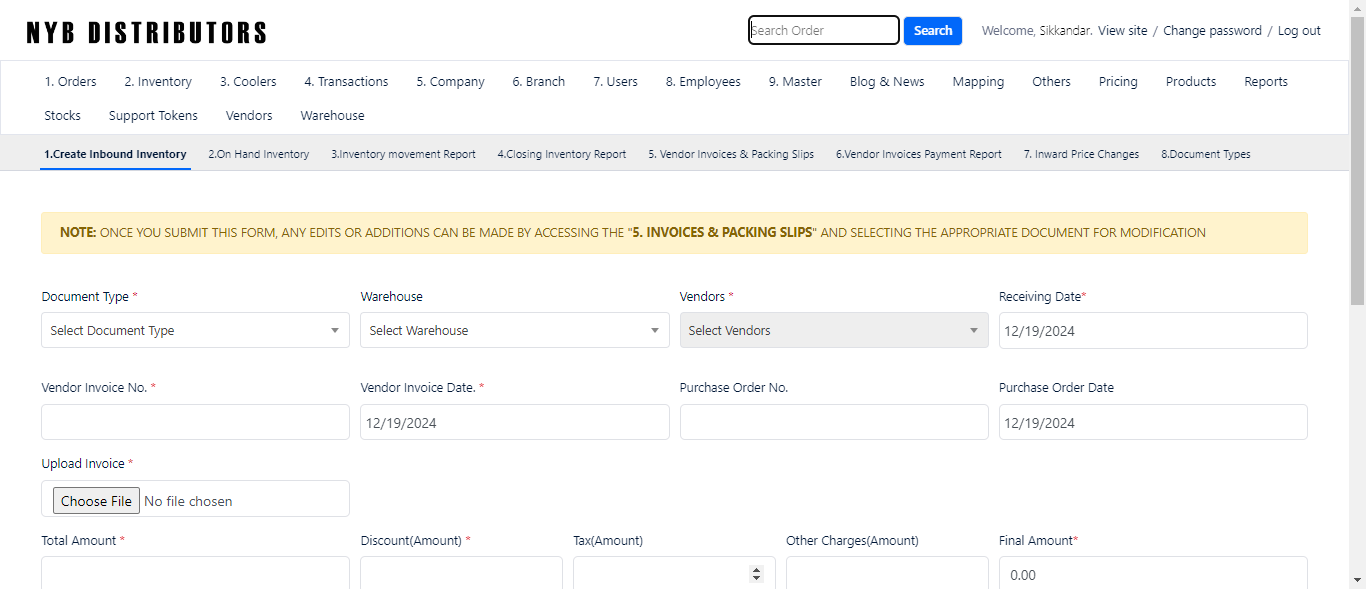 NYB DISTRIBUTORS
Search Order Search Welcome, Sikkandar. View site / Change password / Log out
1. Orders 2. Inventory 3. Coolers 4. Transactions 5. Company 6. Branch 7. Users 8. Employees 9. Master Blog & News Mapping Others Pricing Products Reports
Stocks Support Tokens Vendors Warehouse
1.Create Inbound Inventory 2.On Hand Inventory 3.Inventory movement Report 4.Closing Inventory Report 5. Vendor Invoices & Packing Slips 6.Vendor Invoices Payment Report 7. Inward Price Changes 8.Document Types
NOTE: ONCE YOU SUBMIT THIS FORM, ANY EDITS OR ADDITIONS CAN BE MADE BY ACCESSING THE "5. INVOICES & PACKING SLIPS" AND SELECTING THE APPROPRIATE DOCUMENT FOR MODIFICATION
Document Type * Warehouse Vendors * Receiving Date*
Select Document Type Select Warehouse Select Vendors 12/19/2024
Vendor Invoice No. * Vendor Invoice Date. * Purchase Order No. Purchase Order Date
12/19/2024 12/19/2024
Upload Invoice *
Choose File No file chosen
Total Amount * Discount(Amount) * Tax(Amount) Other Charges(Amount) Final Amount*
0.00